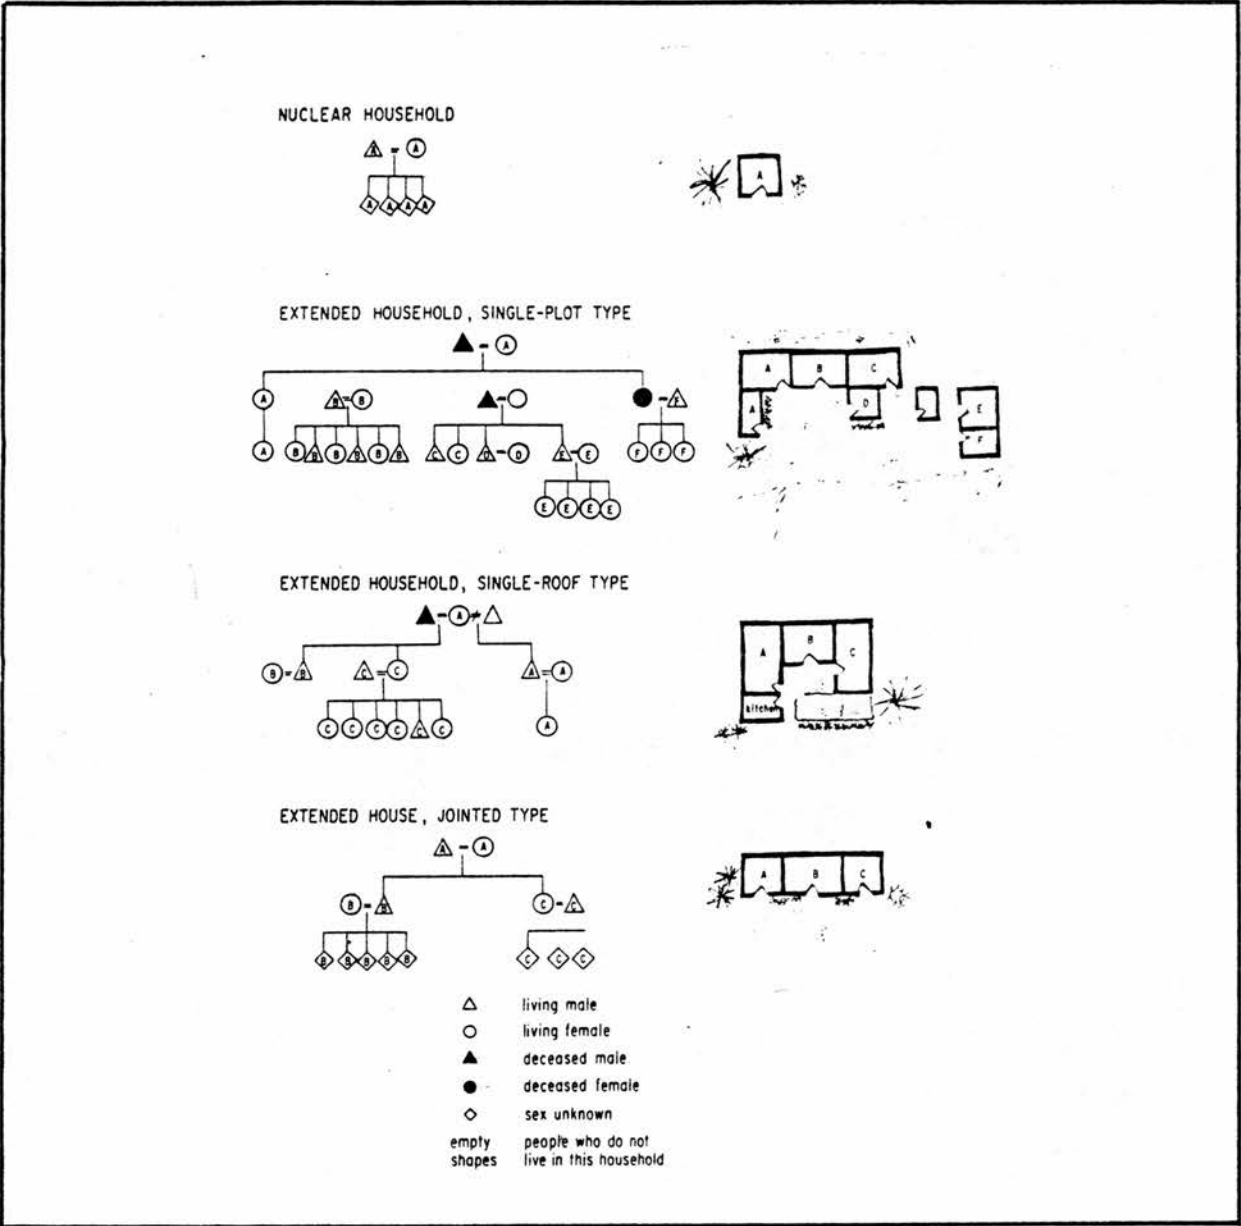 NUCLEAR HOUSEHOLD
A = A
A A A A
A
EXTENDED HOUSEHOLD, SINGLE-PLOT TYPE
= A
A B = B = = F
A B B B B B B C C D = D E = E F F F
E E E E
A B C
A D E
F
EXTENDED HOUSEHOLD, SINGLE-ROOF TYPE
= A ≠
B = B C = C A = A
C C C C C C A
A B C
kitchen
EXTENDED HOUSE, JOINTED TYPE
A = A
B = B C = C
B B B B B C C C
A B C
living male
living female
deceased male
deceased female
sex unknown
empty people who do not
shapes live in this household